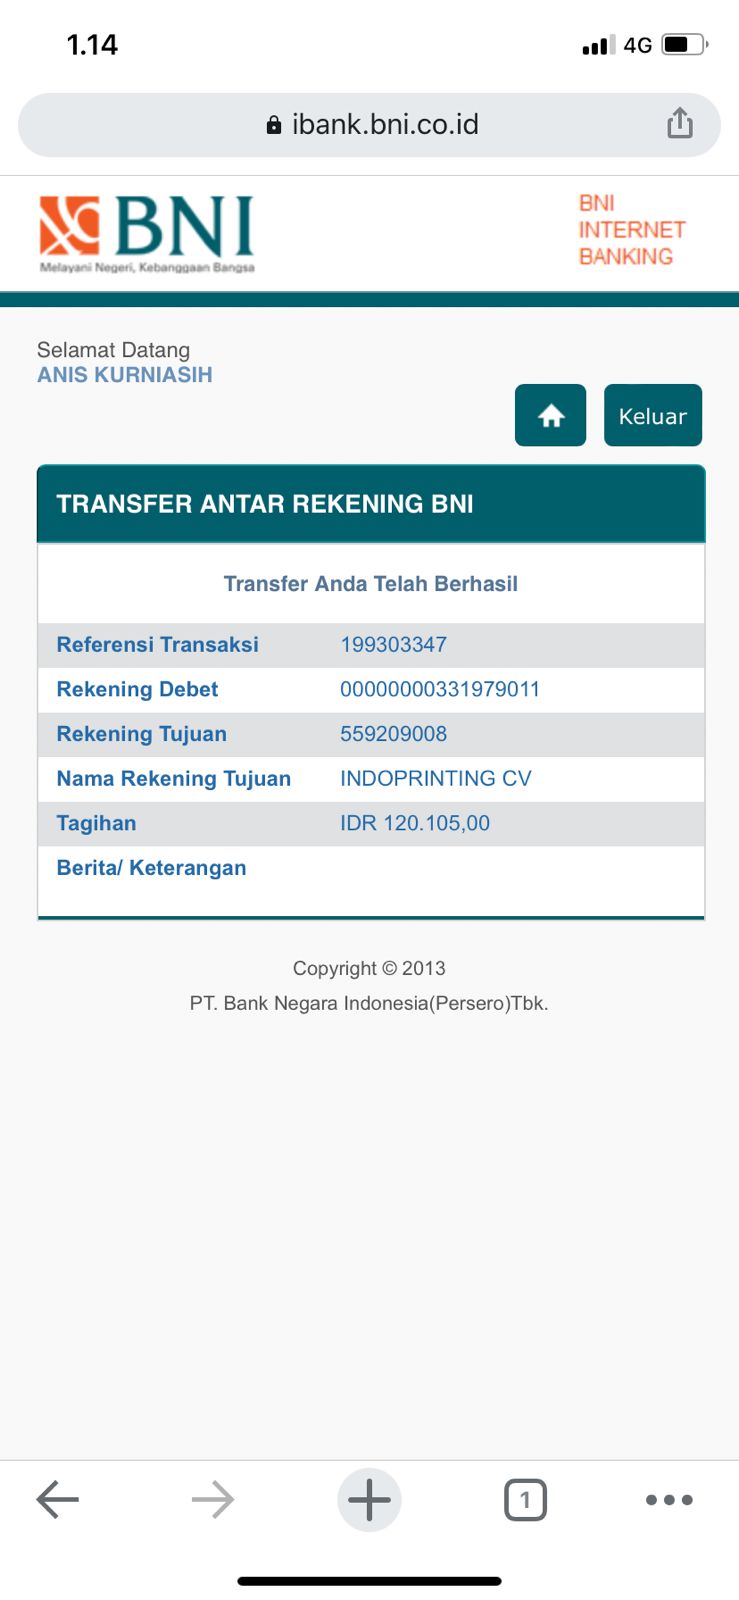 1.14
4G
ibank.bni.co.id
BNI
Melayani Negeri, Kebanggaan Bangsa
BNI
INTERNET
BANKING
Selamat Datang
ANIS KURNIASIH
Keluar
TRANSFER ANTAR REKENING BNI
Transfer Anda Telah Berhasil
Referensi Transaksi 199303347
Rekening Debet 00000000331979011
Rekening Tujuan 559209008
Nama Rekening Tujuan INDOPRINTING CV
Tagihan IDR 120.105,00
Berita/ Keterangan
Copyright © 2013
PT. Bank Negara Indonesia(Persero)Tbk.
1